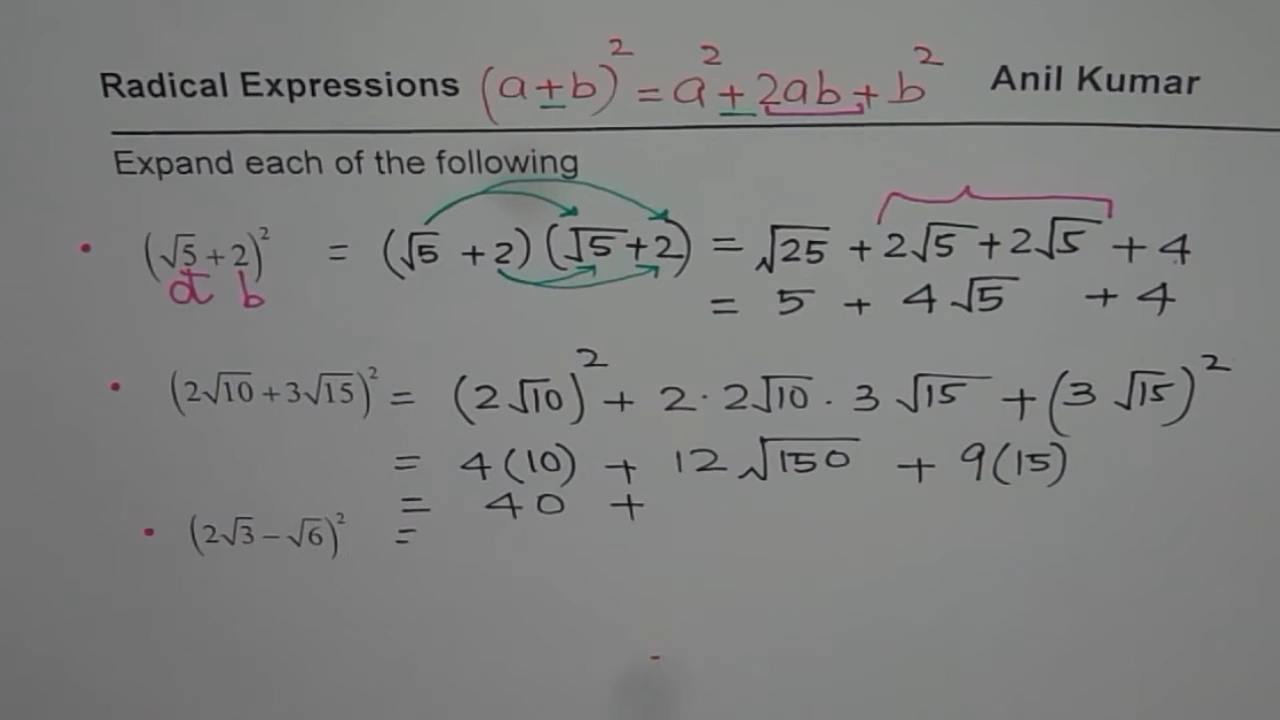 Radical Expressions (a+b)² = a² + 2ab + b² Anil Kumar
Expand each of the following
• (√5 + 2)² = (√5 + 2)(√5 + 2) = √25 + 2√5 + 2√5 + 4
a b = 5 + 4√5 + 4
• (2√10 + 3√15)² = (2√10)² + 2·2√10·3√15 + (3√15)²
= 4(10) + 12√150 + 9(15)
= 40 +
• (2√3 − √6)² =